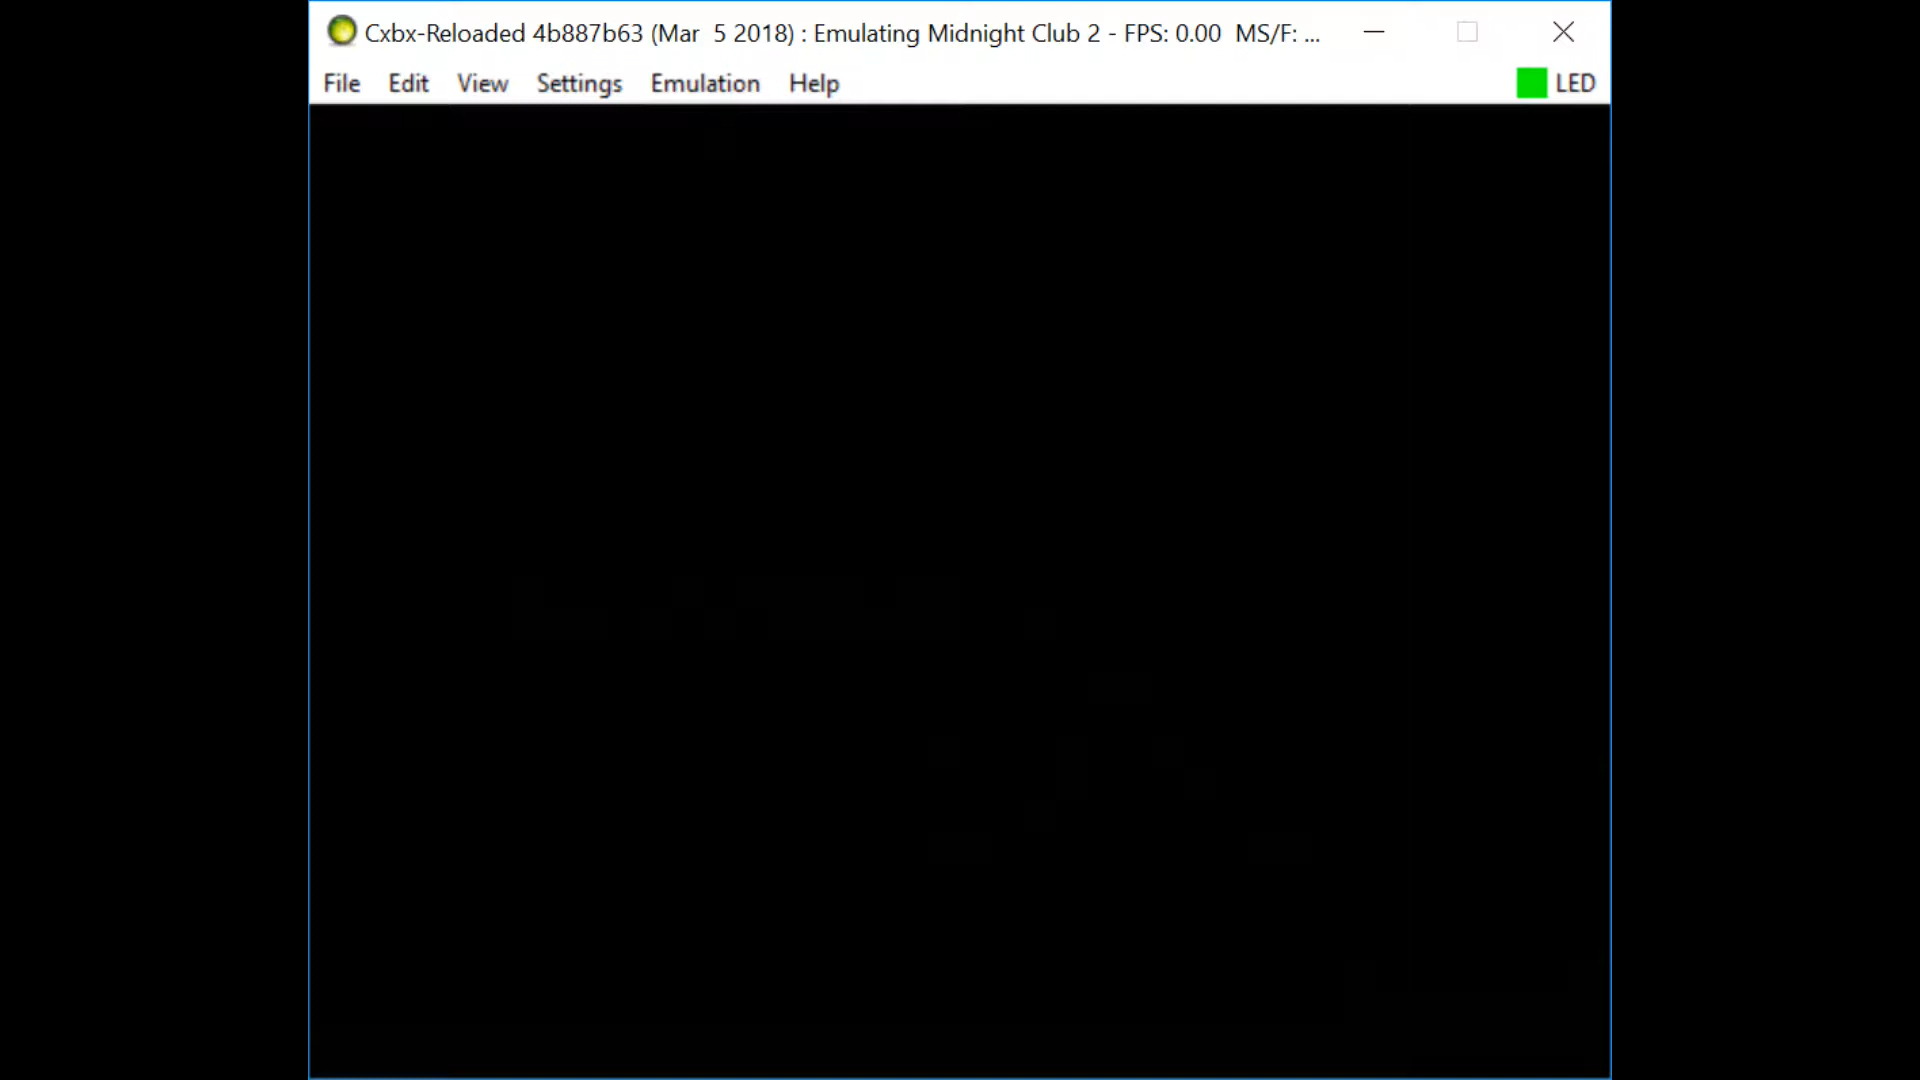 Cxbx-Reloaded 4b887b63 (Mar  5 2018) : Emulating Midnight Club 2 - FPS: 0.00  MS/F: ...
File Edit View Settings Emulation Help LED